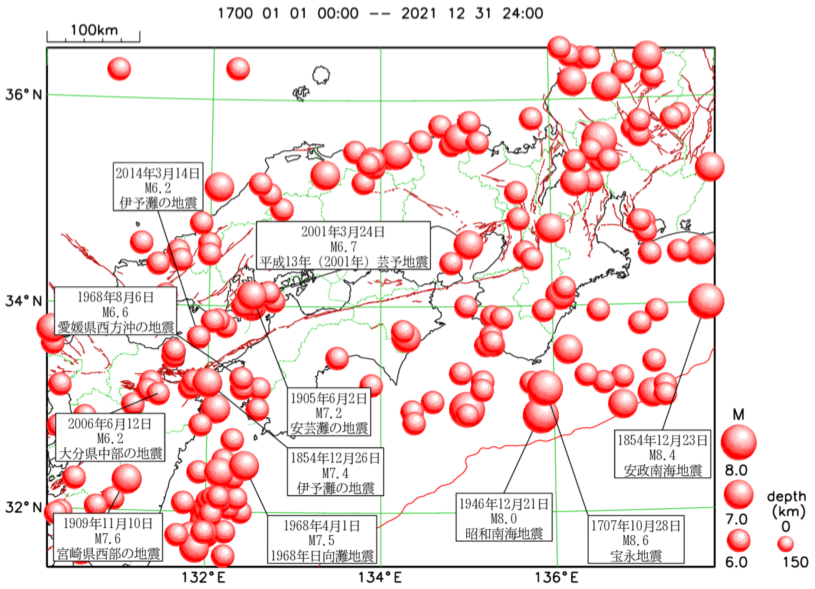 1700 01 01 00:00 -- 2021 12 31 24:00
100km
36°N
2014年3月14日
M6.2
伊予灘の地震
2001年3月24日
M6.7
平成13年（2001年）芸予地震
34°N
1968年8月6日
M6.6
愛媛県西方沖の地震
1905年6月2日
M7.2
安芸灘の地震
2006年6月12日
M6.2
大分県中部の地震
1854年12月26日
M7.4
伊予灘の地震
1854年12月23日
M8.4
安政南海地震
M
8.0
7.0
6.0
depth
(km)
0
150
32°N
1909年11月10日
M7.6
宮崎県西部の地震
1968年4月1日
M7.5
1968年日向灘地震
1946年12月21日
M8.0
昭和南海地震
1707年10月28日
M8.6
宝永地震
132°E
134°E
136°E